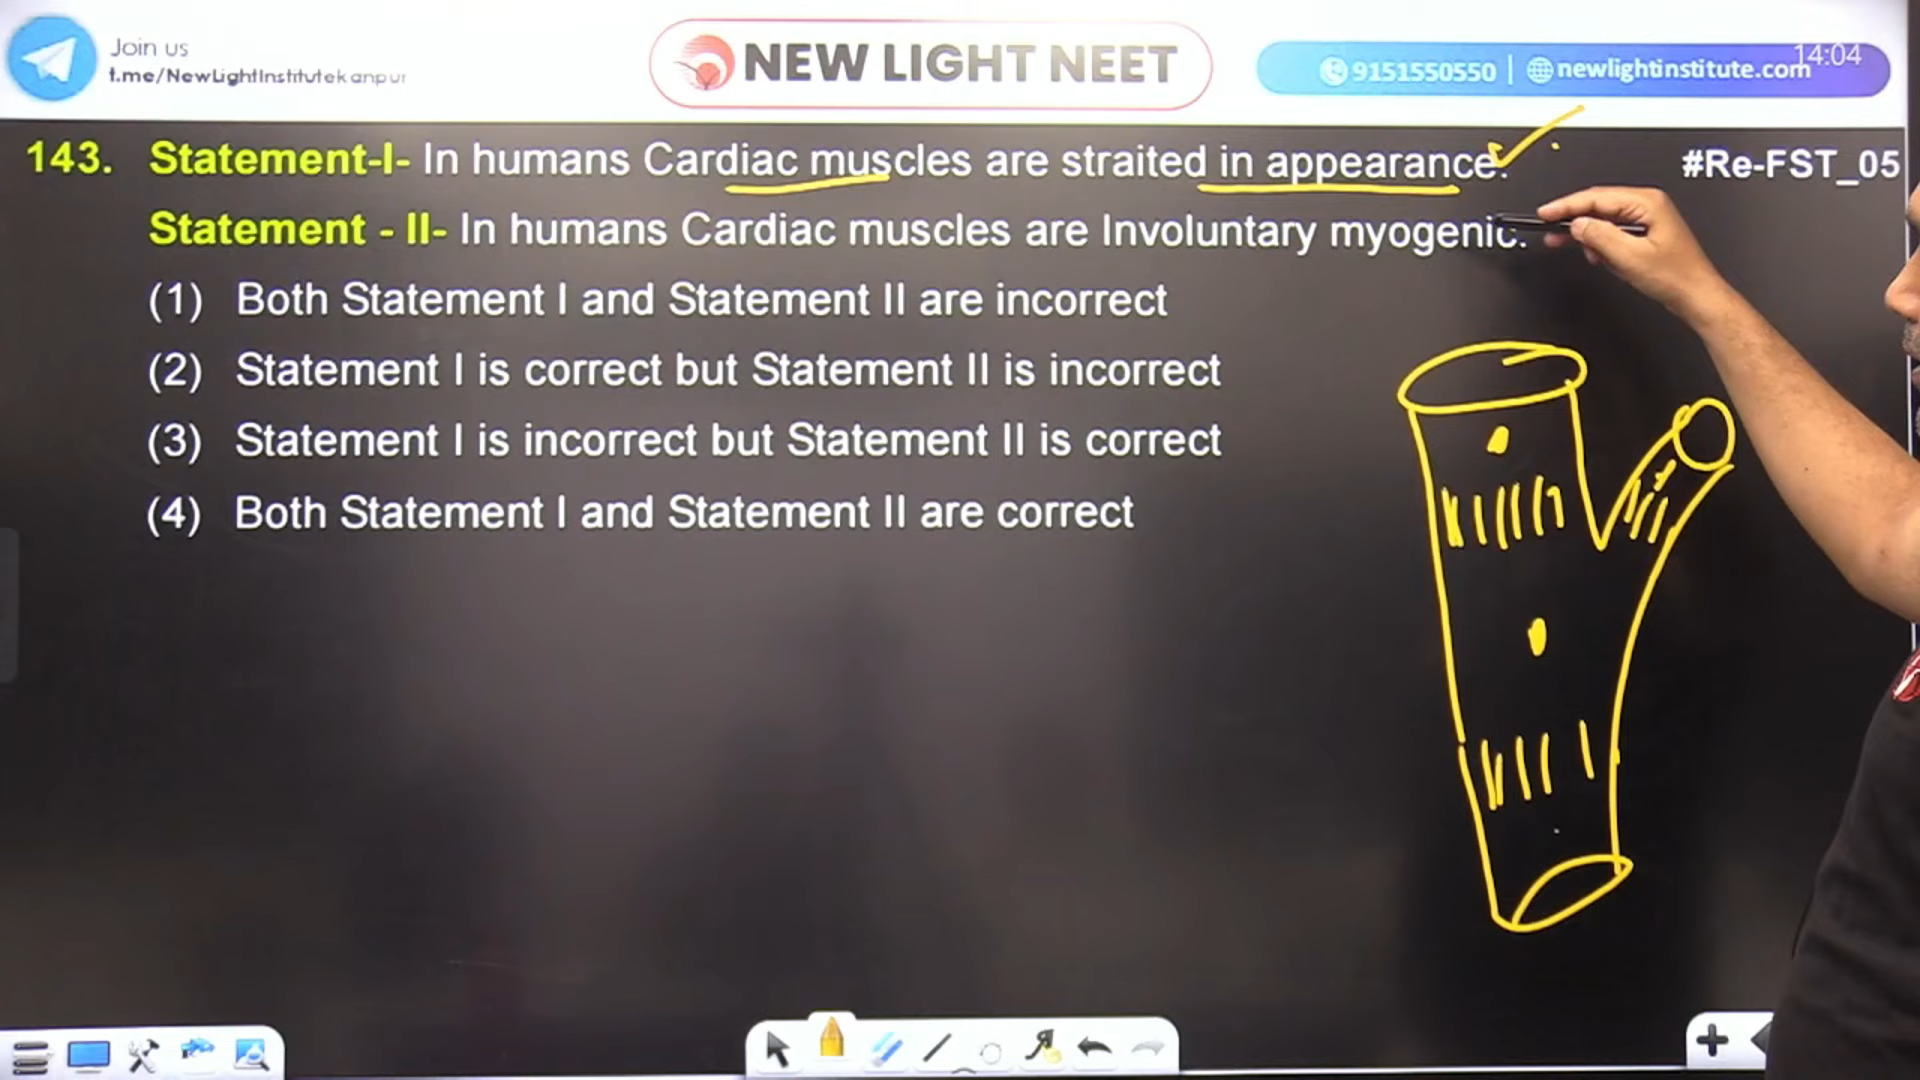 Join us
t.me/NewLightInstitutekanpur
NEW LIGHT NEET
9151550550 | newlightinstitute.com
14:04
143. Statement-I- In humans Cardiac muscles are straited in appearance.
#Re-FST_05
Statement - II- In humans Cardiac muscles are Involuntary myogenic.
(1) Both Statement I and Statement II are incorrect
(2) Statement I is correct but Statement II is incorrect
(3) Statement I is incorrect but Statement II is correct
(4) Both Statement I and Statement II are correct